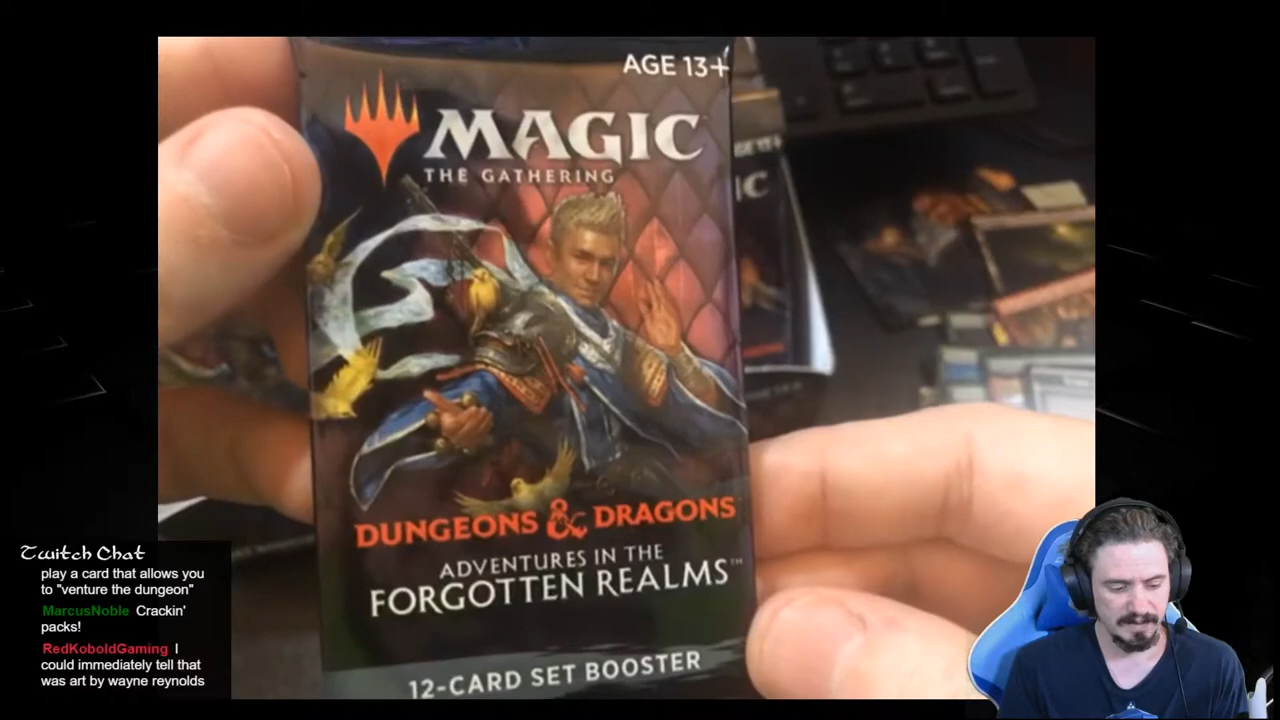 AGE 13+
MAGIC
THE GATHERING
IC
DUNGEONS & DRAGONS
ADVENTURES IN THE
FORGOTTEN REALMS™
12-CARD SET BOOSTER
Twitch Chat
play a card that allows you
to "venture the dungeon"
MarcusNoble Crackin'
packs!
RedKoboldGaming I
could immediately tell that
was art by wayne reynolds